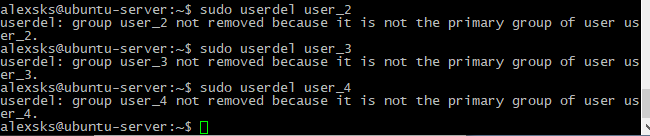 alexsks@ubuntu-server:~$ sudo userdel user_2
userdel: group user_2 not removed because it is not the primary group of user us
er_2.
alexsks@ubuntu-server:~$ sudo userdel user_3
userdel: group user_3 not removed because it is not the primary group of user us
er_3.
alexsks@ubuntu-server:~$ sudo userdel user_4
userdel: group user_4 not removed because it is not the primary group of user us
er_4.
alexsks@ubuntu-server:~$